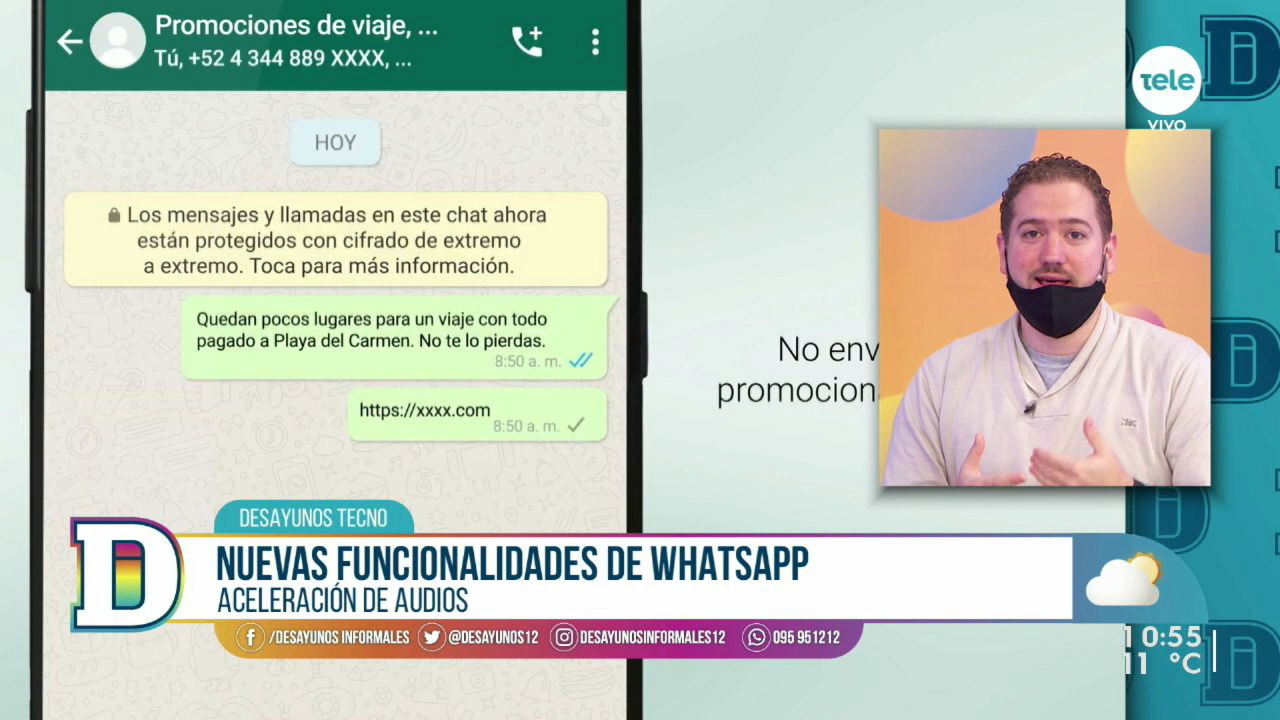 Promociones de viaje, ...
Tú, +52 4 344 889 XXXX, ...
HOY
Los mensajes y llamadas en este chat ahora
están protegidos con cifrado de extremo
a extremo. Toca para más información.
Quedan pocos lugares para un viaje con todo
pagado a Playa del Carmen. No te lo pierdas.
8:50 a. m.
https://xxxx.com
8:50 a. m.
No env
promocion
tele
VIVO
DESAYUNOS TECNO
D
NUEVAS FUNCIONALIDADES DE WHATSAPP
ACELERACIÓN DE AUDIOS
/DESAYUNOS INFORMALES @DESAYUNOS12 DESAYUNOSINFORMALES12 095 951212
10:55
11 °C